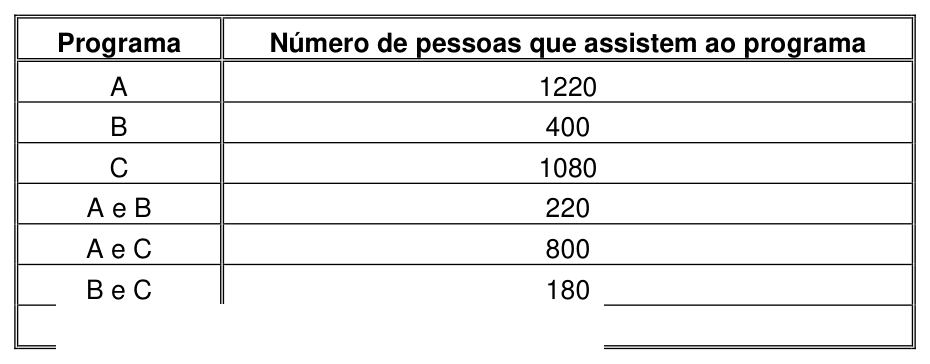 Programa Número de pessoas que assistem ao programa
A 1220
B 400
C 1080
A e B 220
A e C 800
B e C 180